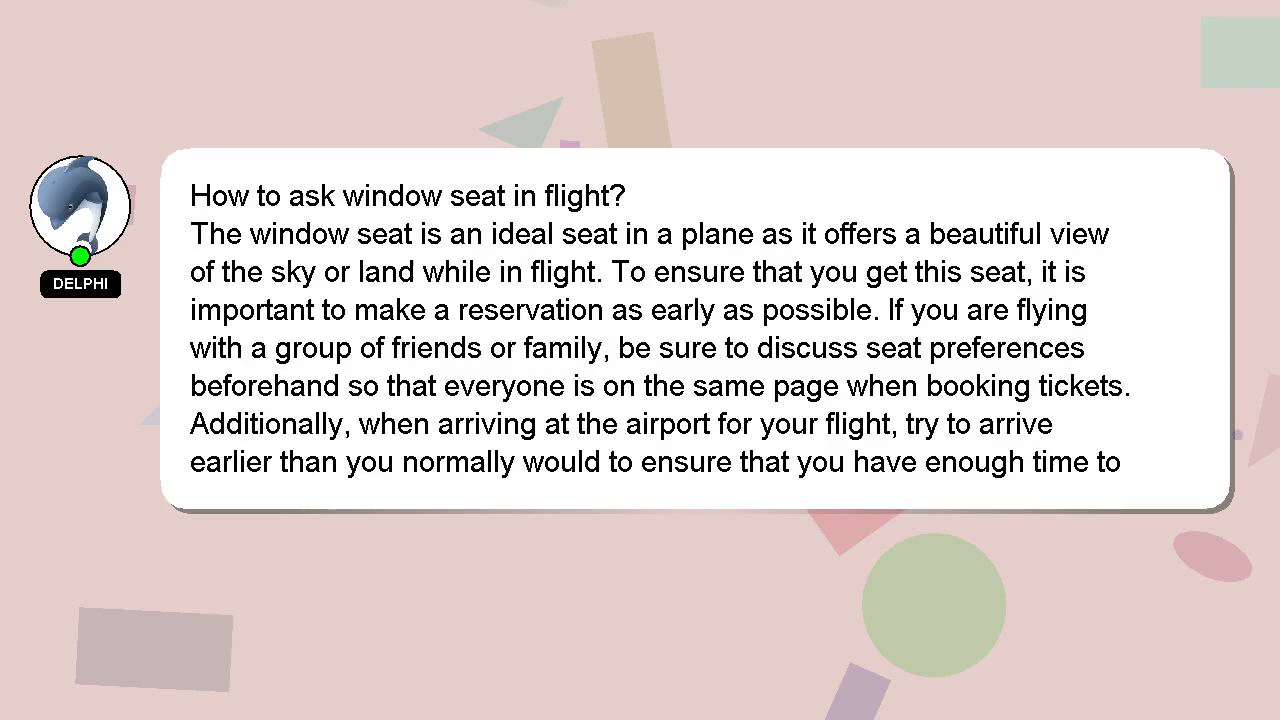 How to ask window seat in flight?
The window seat is an ideal seat in a plane as it offers a beautiful view
of the sky or land while in flight. To ensure that you get this seat, it is
important to make a reservation as early as possible. If you are flying
with a group of friends or family, be sure to discuss seat preferences
beforehand so that everyone is on the same page when booking tickets.
Additionally, when arriving at the airport for your flight, try to arrive
earlier than you normally would to ensure that you have enough time to
DELPHI